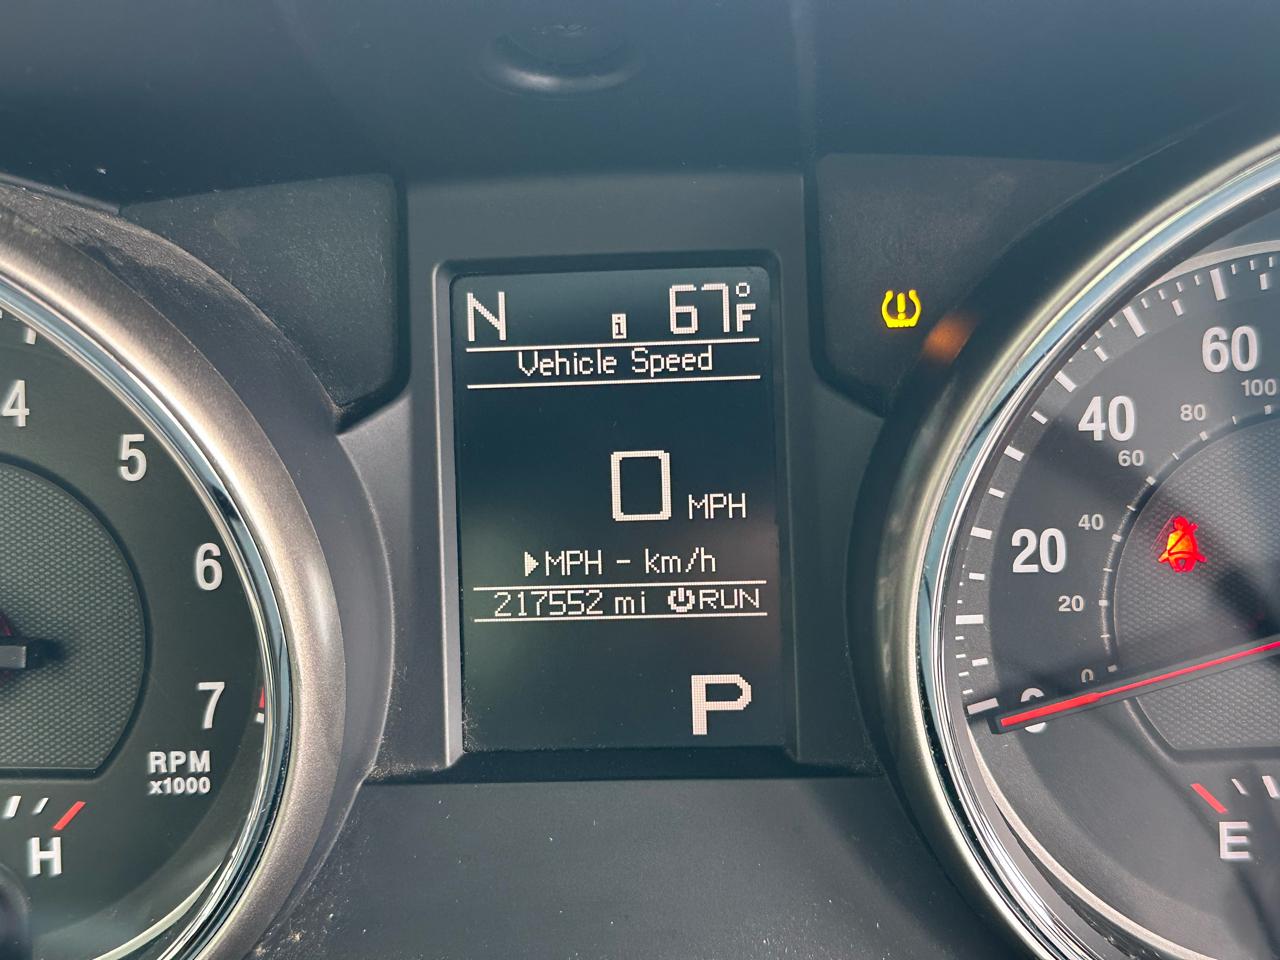 N i 67°F
Vehicle Speed
0 MPH
▶MPH - km/h
217552 mi RUN
P
4
5
6
7
RPM
x1000
H
60
100
40
80
60
20
40
20
0
0
E